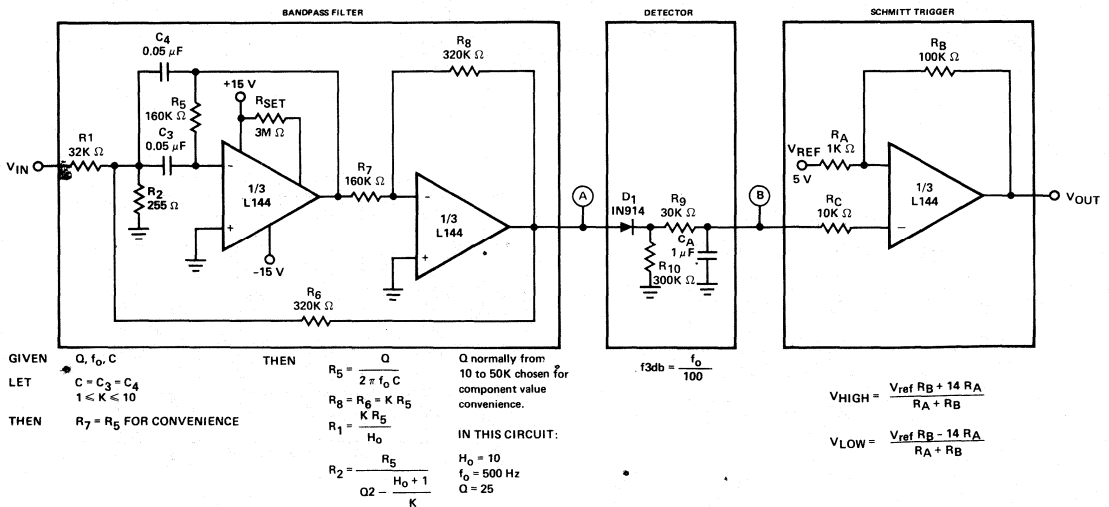 BANDPASS FILTER
DETECTOR
SCHMITT TRIGGER
C4
0.05 µF
R8
320K Ω
RB
100K Ω
+15 V
R5
160K Ω
RSET
3M Ω
R1
32K Ω
C3
0.05 µF
VIN
R2
255 Ω
–
+
1/3
L144
–15 V
R7
160K Ω
–
+
1/3
L144
A
D1
IN914
R9
30K Ω
CA
1 µF
R10
300K Ω
B
VREF
5 V
RA
1K Ω
RC
10K Ω
+
–
1/3
L144
VOUT
R6
320K Ω
GIVEN Q, fo, C
LET C = C3 = C4
1 ≤ K ≤ 10
THEN R7 = R5 FOR CONVENIENCE
THEN
R5 = Q / 2 π fo C
R8 = R6 = K R5
R1 = K R5 / Ho
R2 = R5 / Q2 – Ho + 1 / K
Q normally from
10 to 50K chosen for
component value
convenience.
IN THIS CIRCUIT:
Ho = 10
fo = 500 Hz
Q = 25
f3db = fo / 100
VHIGH = Vref RB + 14 RA / RA + RB
VLOW = Vref RB – 14 RA / RA + RB